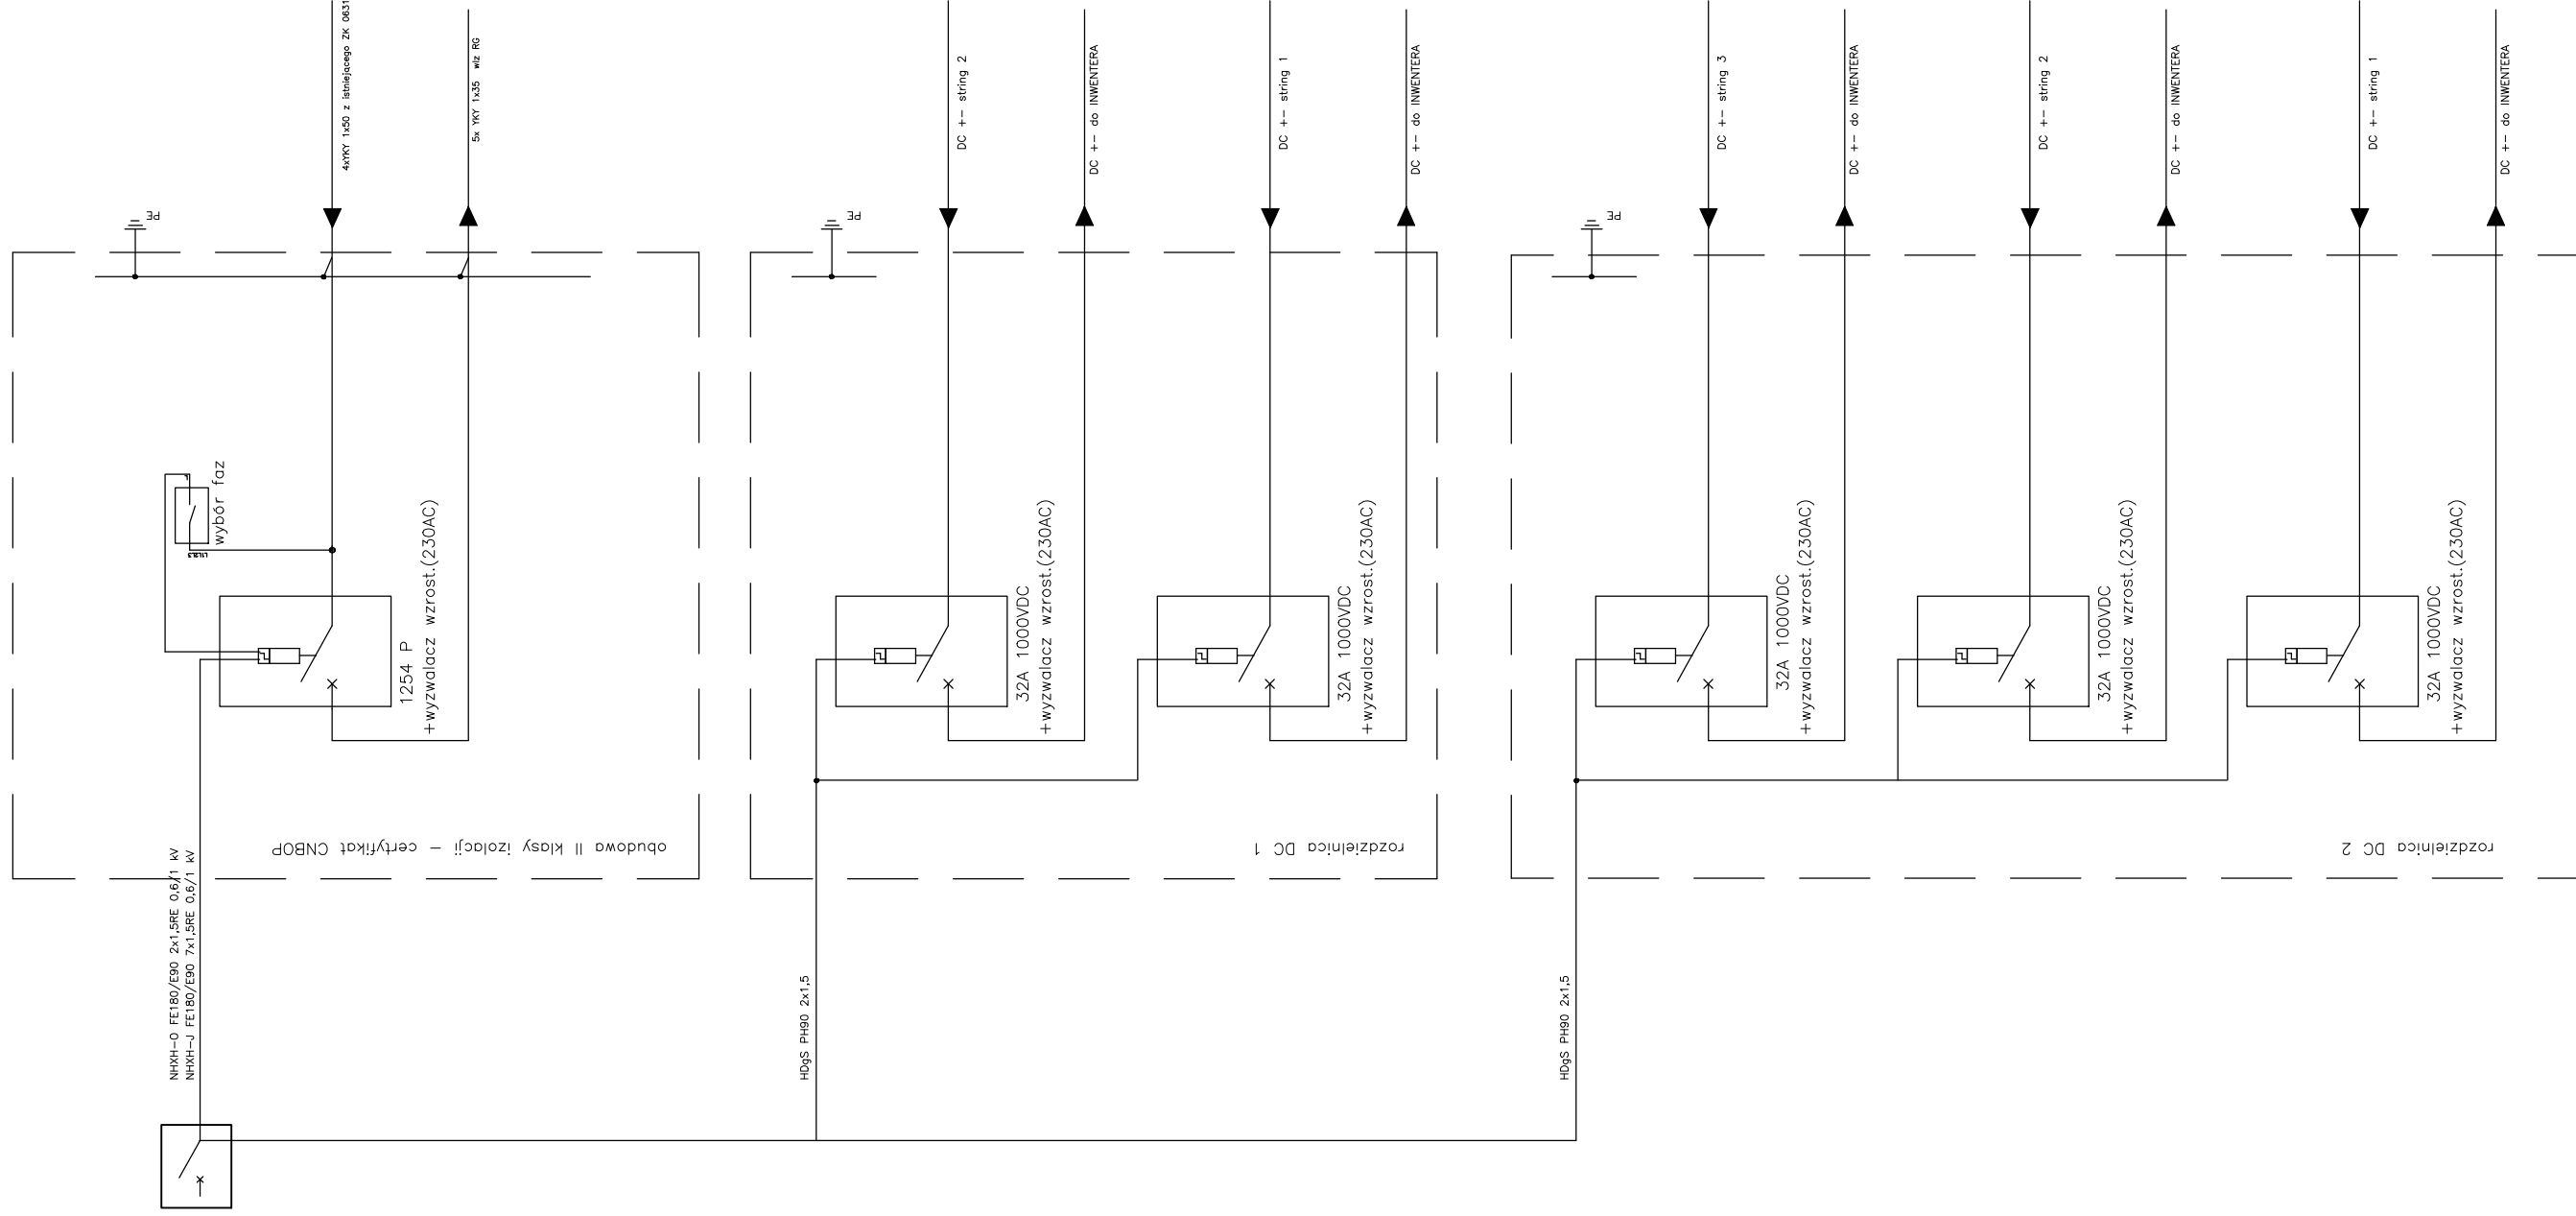 4xYKY 1x50 z istniejącego ZK 0631
5x YKY 1x35 wlz RG
PE
wybór faz
L
L1L2L3
1254 P
+wyzwalacz wzrost.(230AC)
obudowa II klasy izolacji – certyfikat CNBOP
NHXH-O FE180/E90 2x1,5RE 0,6/1 kV
NHXH-J FE180/E90 7x1,5RE 0,6/1 kV
DC +- string 2
DC +- do INWENTERA
DC +- string 1
DC +- do INWENTERA
PE
32A 1000VDC
+wyzwalacz wzrost.(230AC)
32A 1000VDC
+wyzwalacz wzrost.(230AC)
rozdzielnica DC 1
HDgS PH90 2x1,5
DC +- string 3
DC +- do INWENTERA
DC +- string 2
DC +- do INWENTERA
DC +- string 1
DC +- do INWENTERA
PE
32A 1000VDC
+wyzwalacz wzrost.(230AC)
32A 1000VDC
+wyzwalacz wzrost.(230AC)
32A 1000VDC
+wyzwalacz wzrost.(230AC)
rozdzielnica DC 2
HDgS PH90 2x1,5